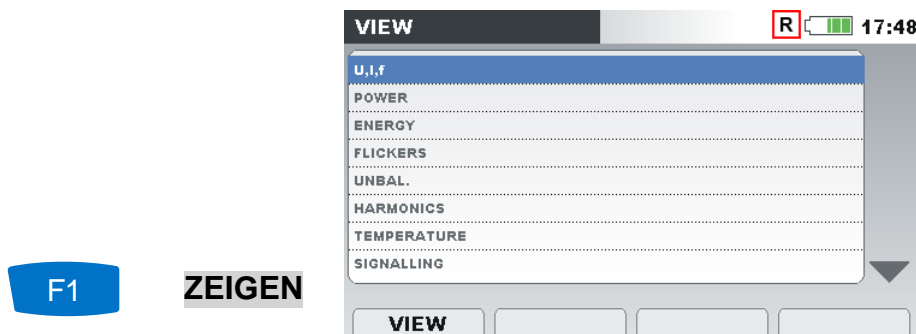 F1 ZEIGEN
VIEW R 17:48
U,I,f
POWER
ENERGY
FLICKERS
UNBAL.
HARMONICS
TEMPERATURE
SIGNALLING
VIEW